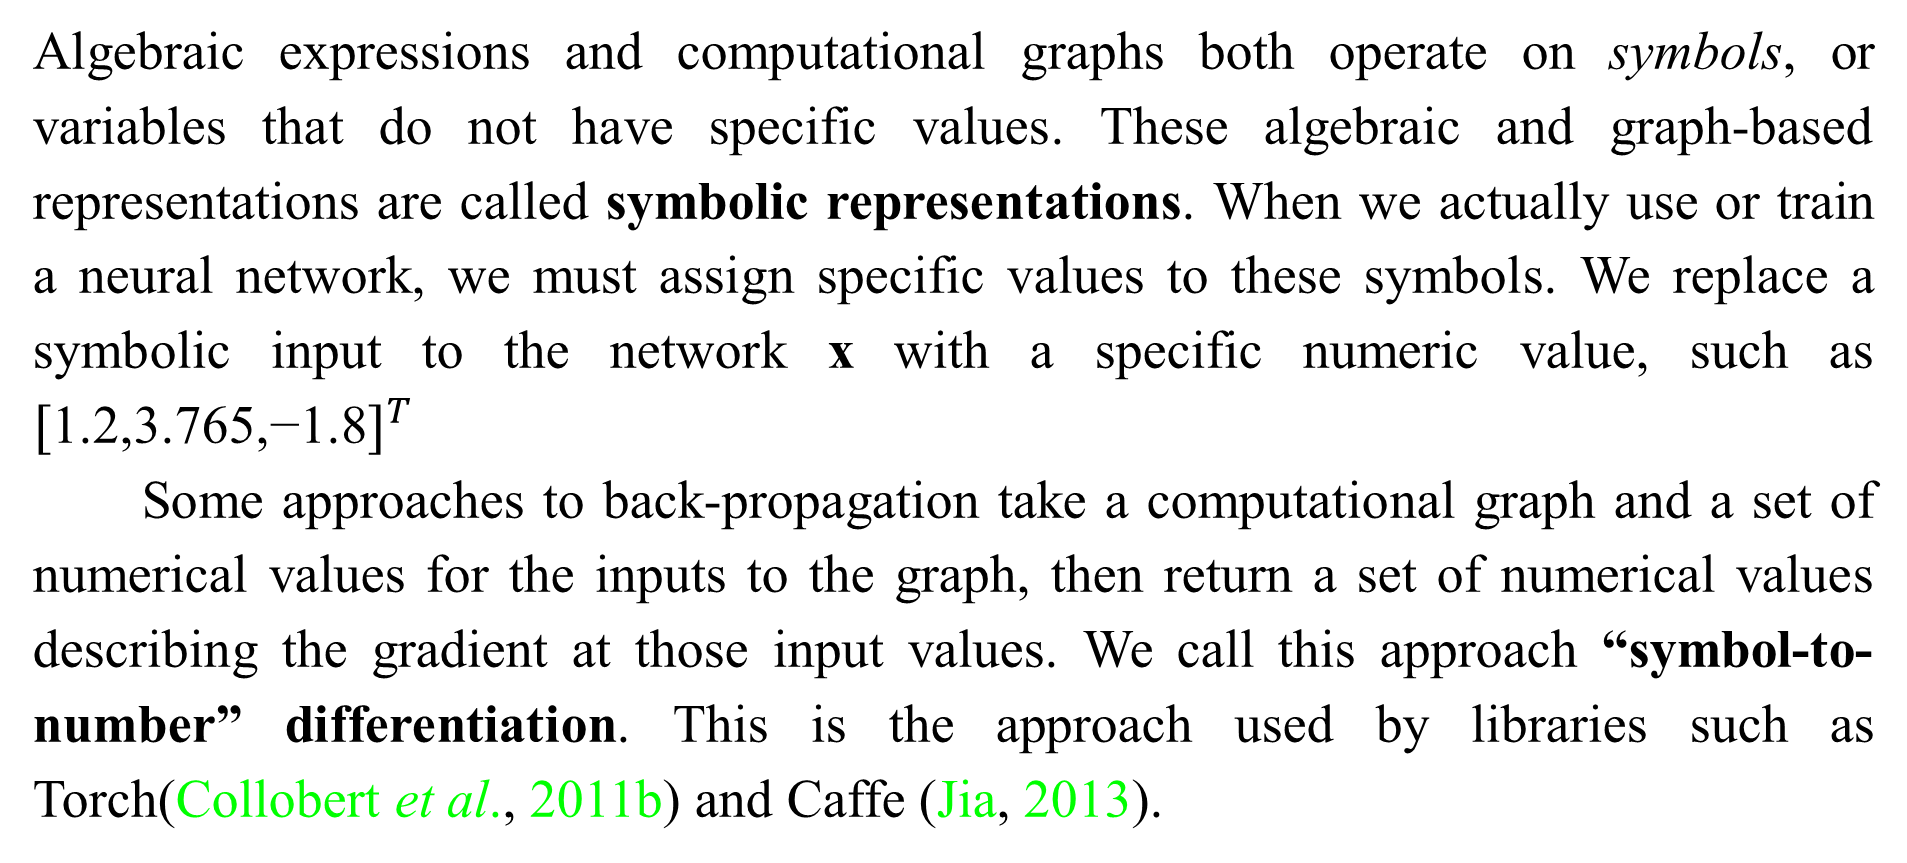 Algebraic expressions and computational graphs both operate on symbols, or
variables that do not have specific values. These algebraic and graph-based
representations are called symbolic representations. When we actually use or train
a neural network, we must assign specific values to these symbols. We replace a
symbolic input to the network x with a specific numeric value, such as
[1.2,3.765,−1.8]^T
Some approaches to back-propagation take a computational graph and a set of
numerical values for the inputs to the graph, then return a set of numerical values
describing the gradient at those input values. We call this approach “symbol-to-
number” differentiation. This is the approach used by libraries such as
Torch(Collobert et al., 2011b) and Caffe (Jia, 2013).